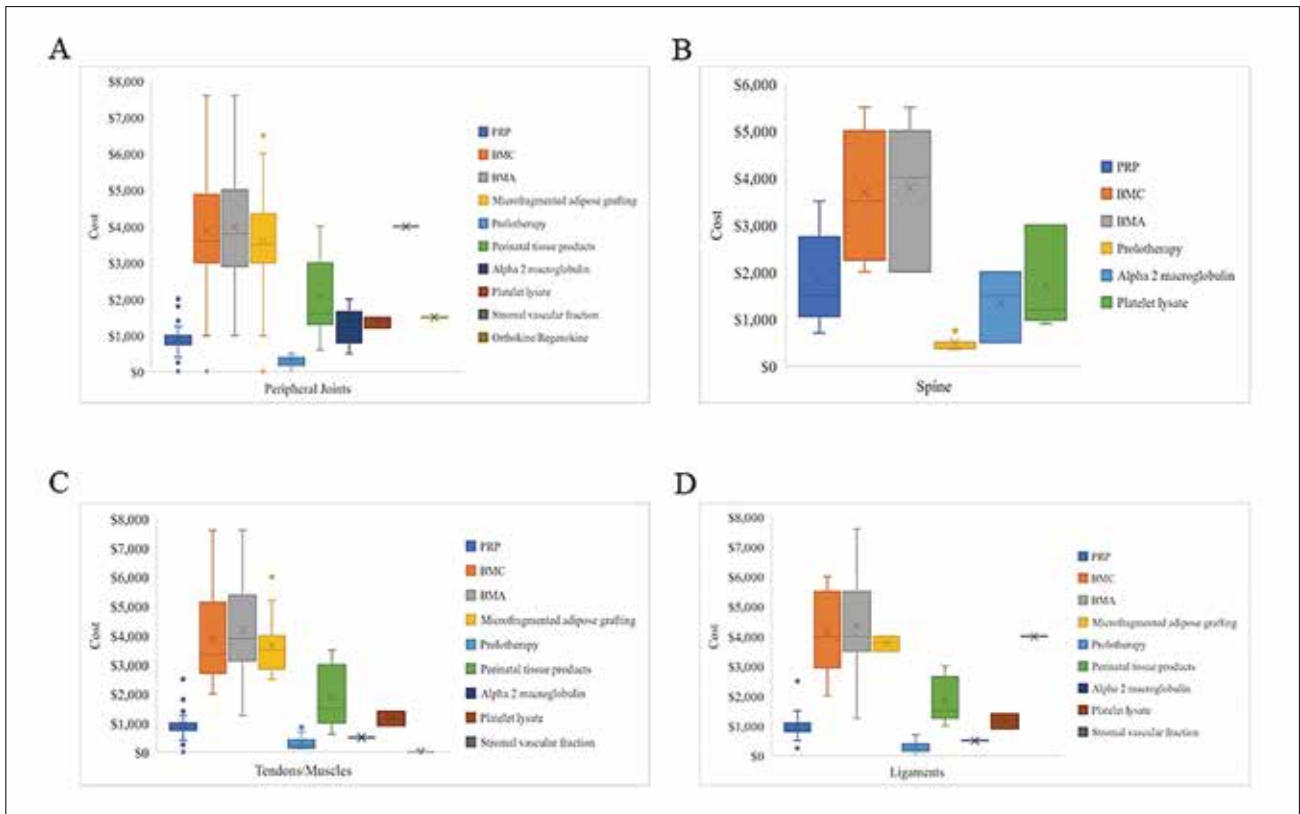 A
$8,000
$7,000
$6,000
$5,000
$4,000
$3,000
$2,000
$1,000
$0
Cost
Peripheral Joints
PRP
BMC
BMA
Microfragmented adipose grafting
Prolotherapy
Perinatal tissue products
Alpha 2 macroglobulin
Platelet lysate
Stromal vascular fraction
Orthokine/Regenokine
B
$6,000
$5,000
$4,000
$3,000
$2,000
$1,000
$0
Cost
Spine
PRP
BMC
BMA
Prolotherapy
Alpha 2 macroglobulin
Platelet lysate
C
$8,000
$7,000
$6,000
$5,000
$4,000
$3,000
$2,000
$1,000
$0
Cost
Tendons/Muscles
PRP
BMC
BMA
Microfragmented adipose grafting
Prolotherapy
Perinatal tissue products
Alpha 2 macroglobulin
Platelet lysate
Stromal vascular fraction
D
$8,000
$7,000
$6,000
$5,000
$4,000
$3,000
$2,000
$1,000
$0
Cost
Ligaments
PRP
BMC
BMA
Microfragmented adipose grafting
Prolotherapy
Perinatal tissue products
Alpha 2 macroglobulin
Platelet lysate
Stromal vascular fraction